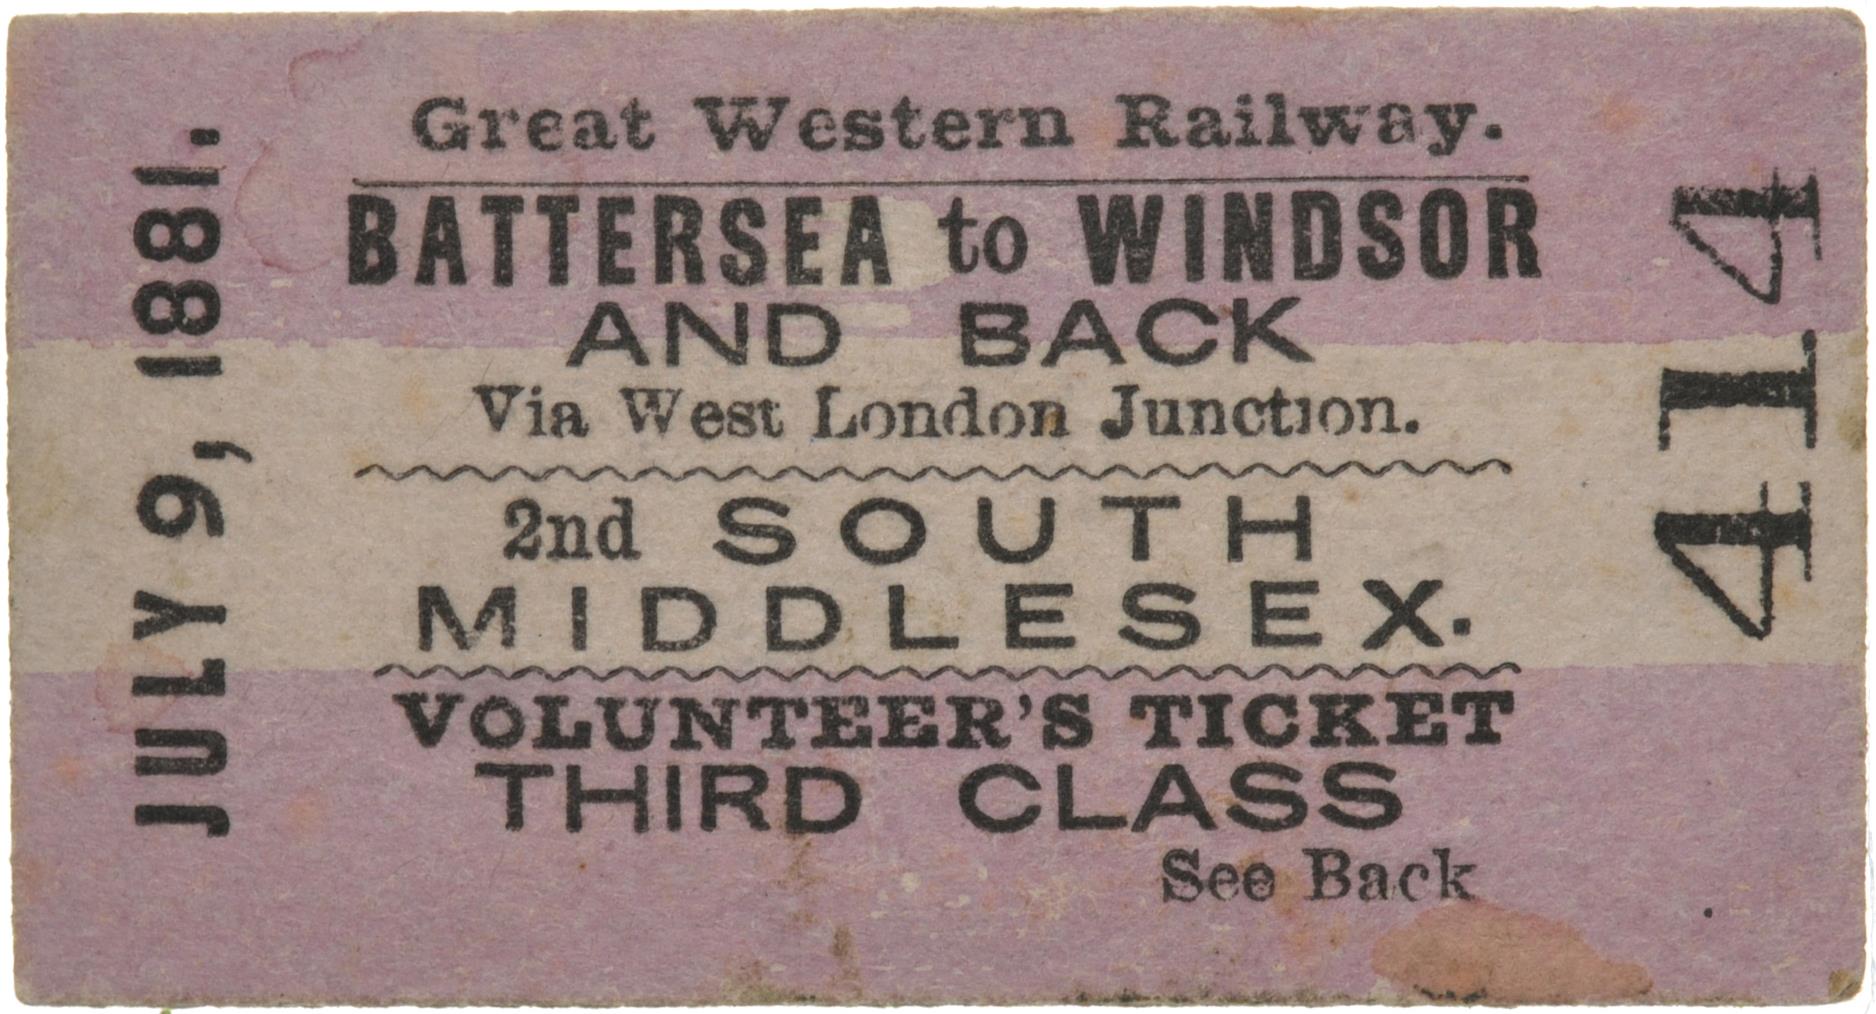 Great Western Railway.
BATTERSEA to WINDSOR
AND BACK
Via West London Junction.
2nd SOUTH
MIDDLESEX.
VOLUNTEER'S TICKET
THIRD CLASS
See Back
JULY 9, 1881.
414